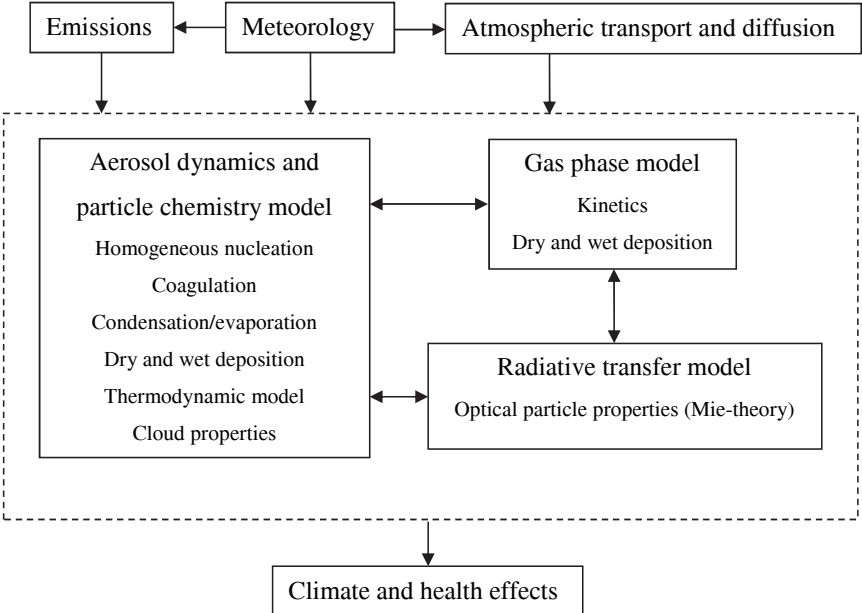 Emissions
Meteorology
Atmospheric transport and diffusion
Aerosol dynamics and
particle chemistry model
Homogeneous nucleation
Coagulation
Condensation/evaporation
Dry and wet deposition
Thermodynamic model
Cloud properties
Gas phase model
Kinetics
Dry and wet deposition
Radiative transfer model
Optical particle properties (Mie-theory)
Climate and health effects